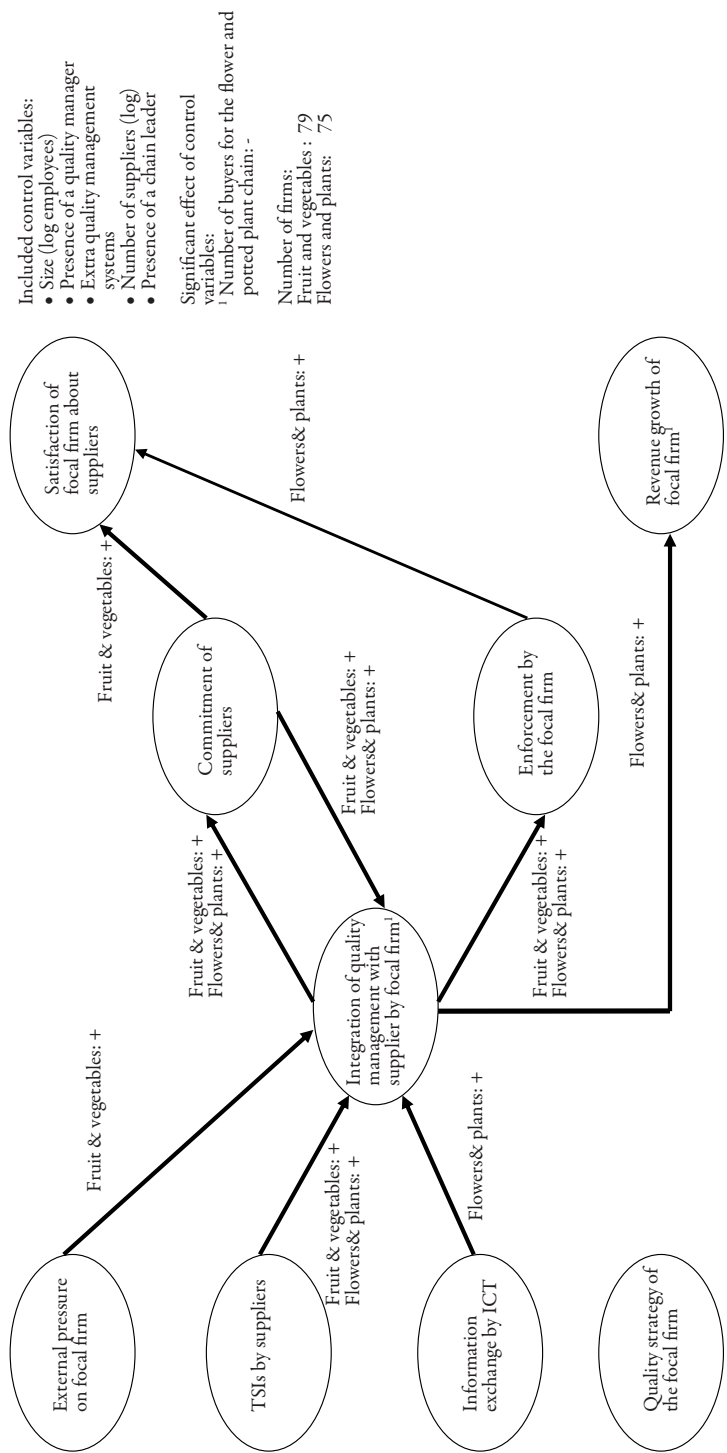 External pressure
on focal firm
TSIs by suppliers
Information
exchange by ICT
Quality strategy of
the focal firm
Fruit & vegetables: +
Fruit & vegetables: +
Flowers& plants: +
Flowers& plants: +
Integration of quality
management with
supplier by focal firm¹
Fruit & vegetables: +
Flowers& plants: +
Fruit & vegetables: +
Flowers& plants: +
Fruit & vegetables: +
Flowers& plants: +
Commitment of
suppliers
Enforcement by
the focal firm
Fruit & vegetables: +
Flowers& plants: +
Flowers& plants: +
Satisfaction of
focal firm about
suppliers
Revenue growth of
focal firm¹
Included control variables:
• Size (log employees)
• Presence of a quality manager
• Extra quality management
systems
• Number of suppliers (log)
• Presence of a chain leader
Significant effect of control
variables:
¹ Number of buyers for the flower and
potted plant chain: -
Number of firms:
Fruit and vegetables : 79
Flowers and plants: 75